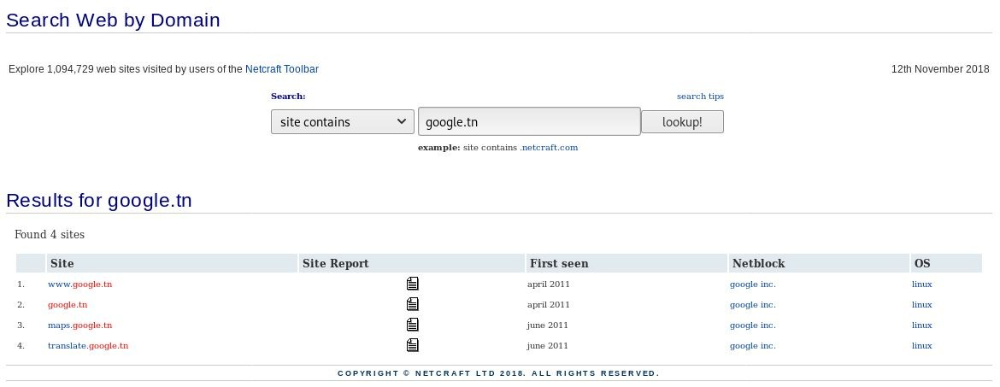 Search Web by Domain
Explore 1,094,729 web sites visited by users of the Netcraft Toolbar 12th November 2018
Search: search tips
site contains google.tn lookup!
example: site contains .netcraft.com
Results for google.tn
Found 4 sites
Site Site Report First seen Netblock OS
1. www.google.tn april 2011 google inc. linux
2. google.tn april 2011 google inc. linux
3. maps.google.tn june 2011 google inc. linux
4. translate.google.tn june 2011 google inc. linux
COPYRIGHT © NETCRAFT LTD 2018. ALL RIGHTS RESERVED.